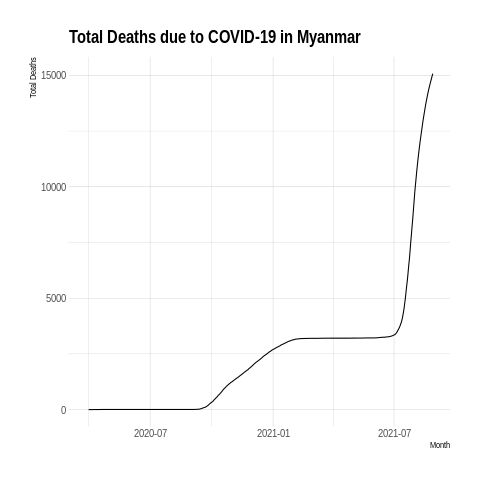 Total Deaths due to COVID-19 in Myanmar
Total Deaths
15000
10000
5000
0
2020-07
2021-01
2021-07
Month